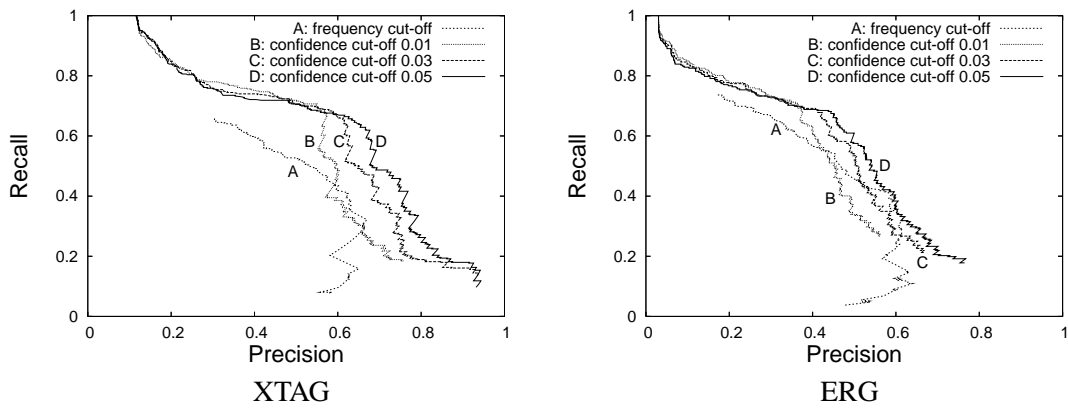 A: frequency cut-off
B: confidence cut-off 0.01
C: confidence cut-off 0.03
D: confidence cut-off 0.05
1
0.8
0.6
0.4
0.2
0
Recall
A
B
C
D
0
0.2
0.4
0.6
0.8
1
Precision
XTAG
A: frequency cut-off
B: confidence cut-off 0.01
C: confidence cut-off 0.03
D: confidence cut-off 0.05
1
0.8
0.6
0.4
0.2
0
Recall
A
D
B
C
0
0.2
0.4
0.6
0.8
1
Precision
ERG